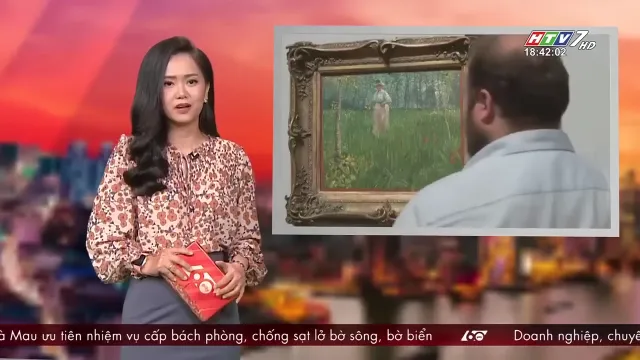 HTV7 HD
18:42:02
à Mau ưu tiên nhiệm vụ cấp bách phòng, chống sạt lở bờ sông, bờ biển 60 Doanh nghiệp, chuyê